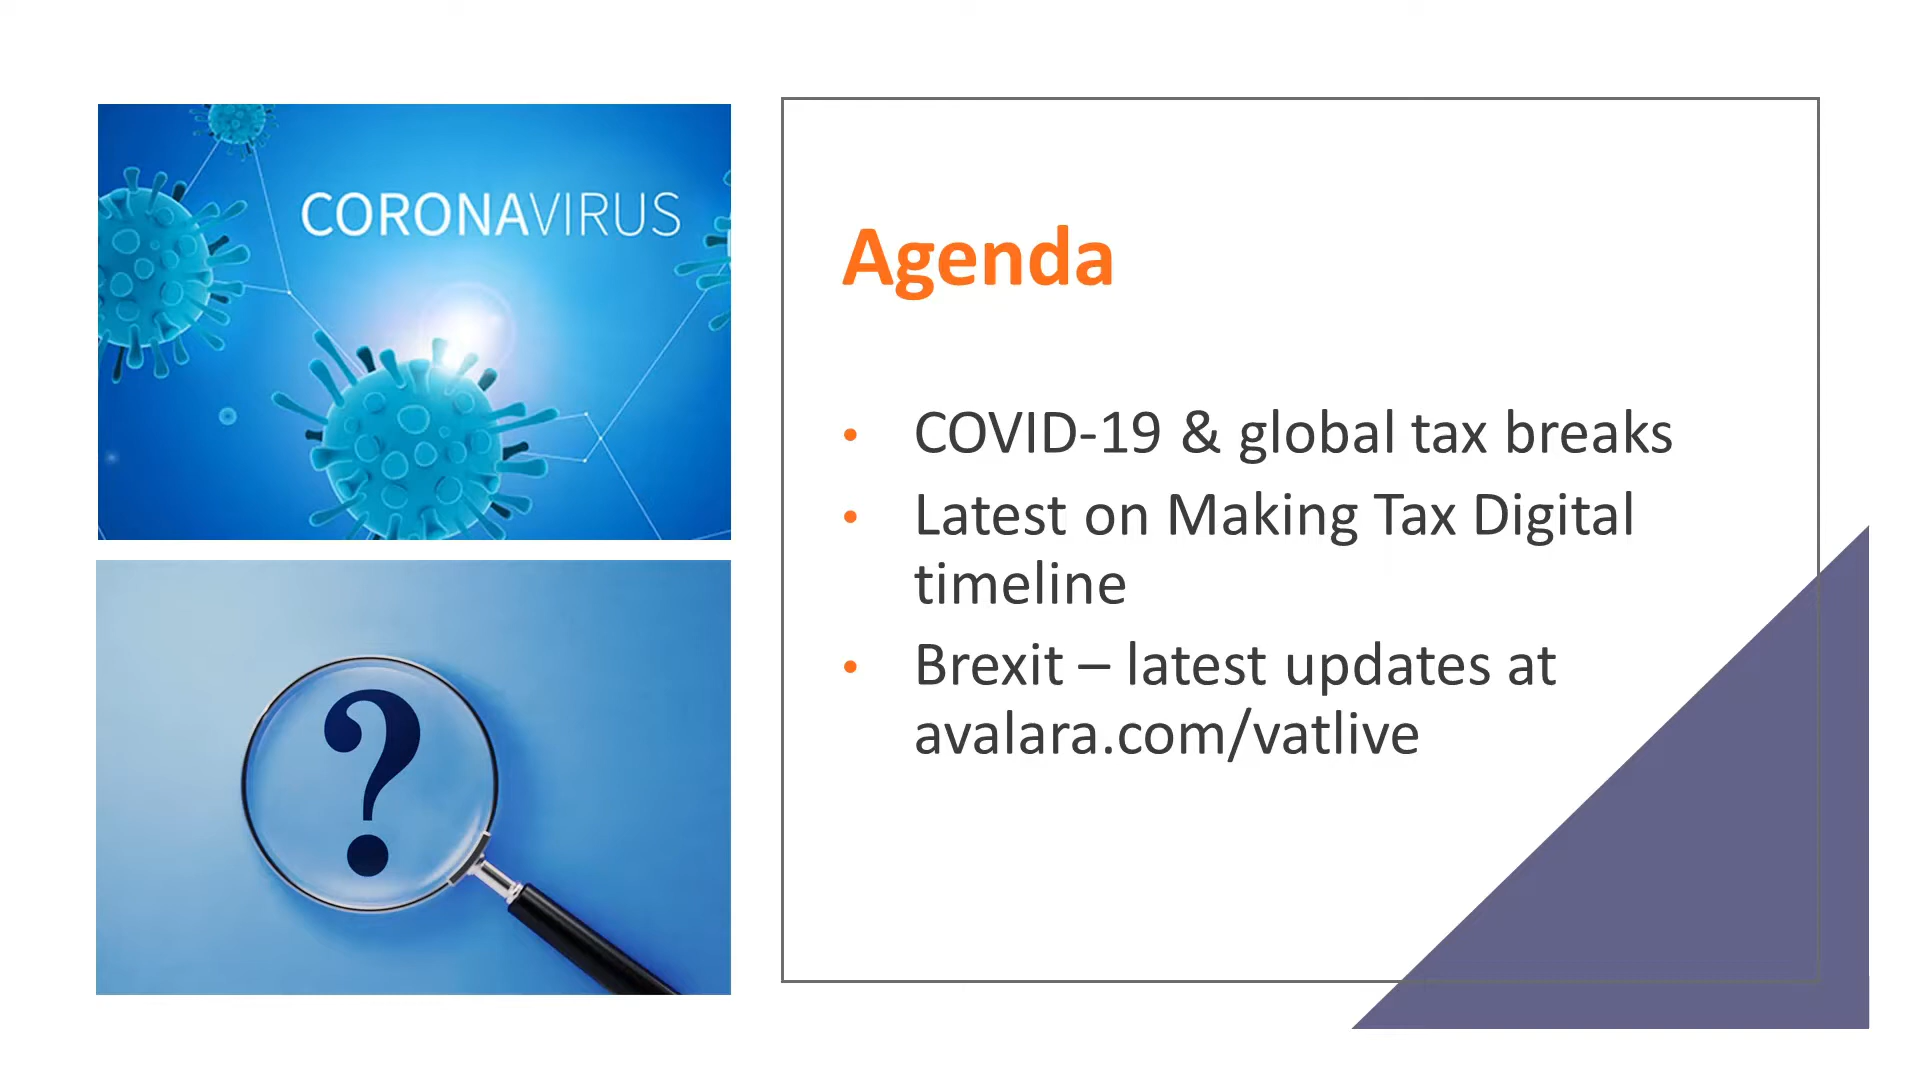 CORONAVIRUS
?
Agenda
• COVID-19 & global tax breaks
• Latest on Making Tax Digital
timeline
• Brexit – latest updates at
avalara.com/vatlive